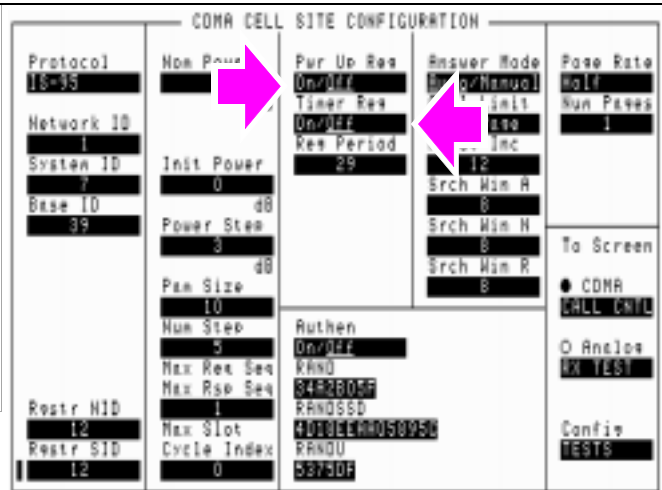 CDMA CELL SITE CONFIGURATION
Protocol
IS-95
Network ID
1
System ID
7
Base ID
39
Restr NID
12
Restr SID
12
Nom
Init Power
0
dB
Power Step
3
dB
Pam Size
10
Num Step
5
Max Req Seq
Max Rsp Seq
1
Max Slot
Cycle Index
0
Pwr Up Reg
On/Off
Timer Reg
On/Off
Reg Period
29
Answer Mode
/Manual
Limit
Inc
12
Srch Win A
8
Srch Win N
8
Srch Win R
8
Authen
On/Off
RAND
34A2B05F
RANDSSD
RANDU
5375DF
Page Rate
Half
Num Pages
1
To Screen
CDMA
CALL CNTL
Analog
RX TEST
Config
TESTS